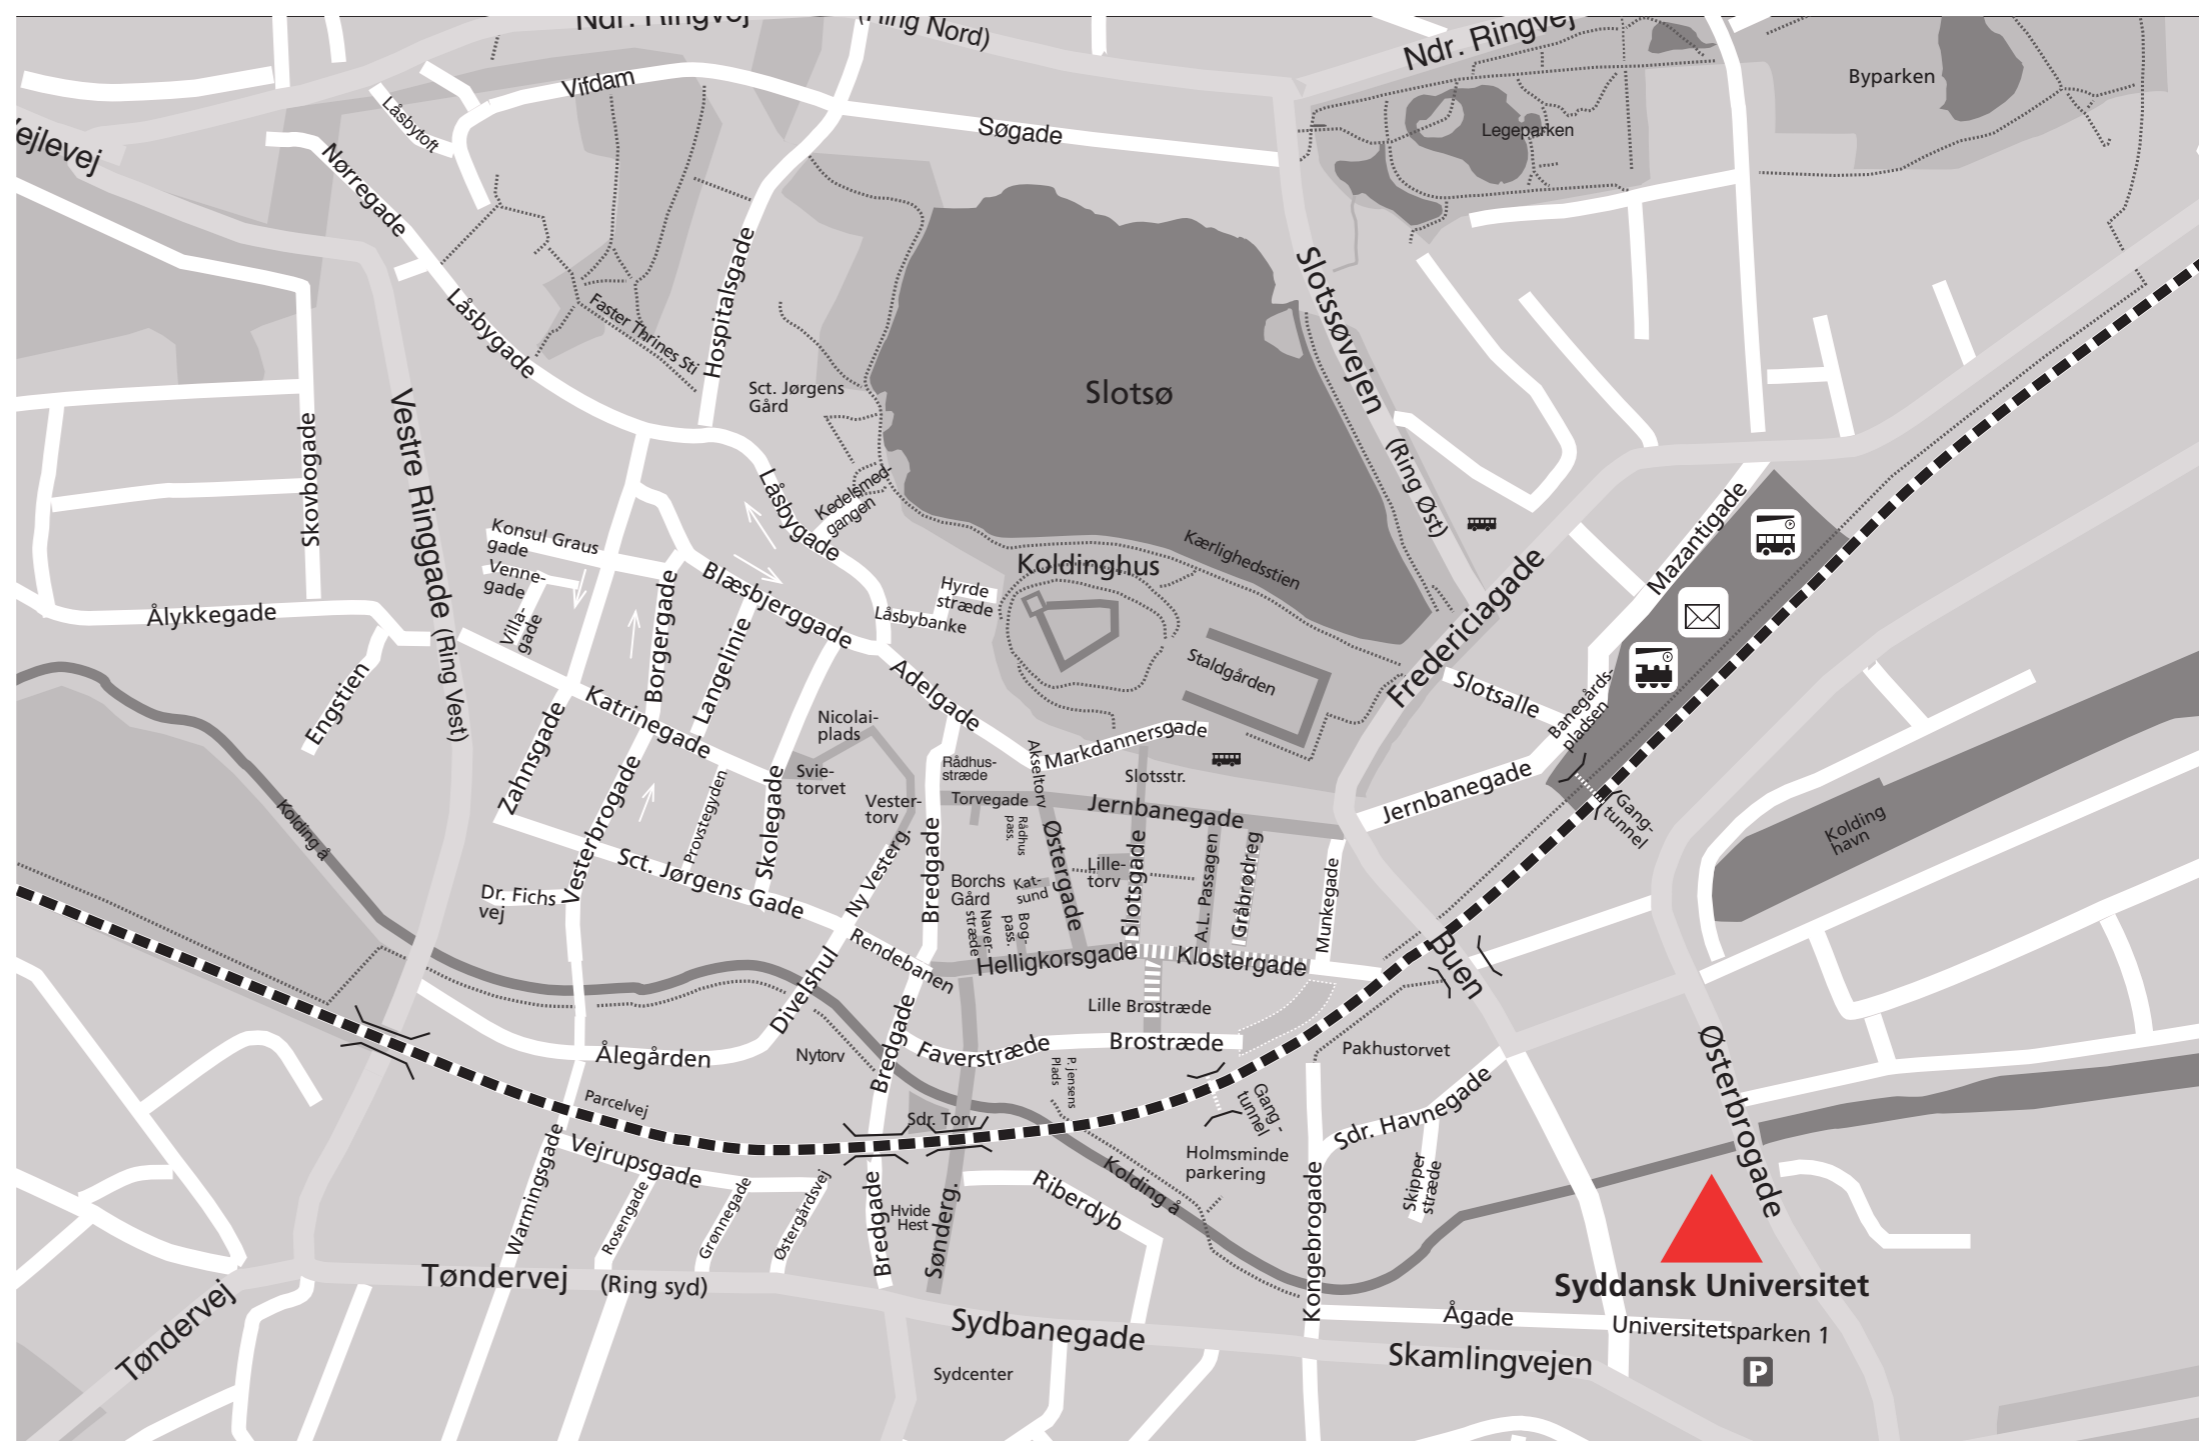 Ndr. Ringvej
(Ring Nord)
Ndr. Ringvej
Byparken
Vifdam
Låsbytoft
Søgade
Legeparken
Vejlevej
Nørregade
Hospitalsgade
Slotssøvejen
(Ring Øst)
Låsbygade
Faster Thrines Sti
Sct. Jørgens
Gård
Slotsø
Vestre Ringgade
(Ring Vest)
Skovbogade
Låsbygade
Kedelsmed-
gangen
Konsul Graus
gade
Venne-
gade
Villa-
gade
Kærlighedsstien
Koldinghus
Mazantigade
Blæsbjerggade
Hyrde
stræde
Låsbybanke
Ålykkegade
Borgergade
Langelinie
Fredericiagade
Staldgården
Engstien
Katrinegade
Adelgade
Slotsalle
Banegårds-
pladsen
Zahnsgade
Nicolai-
plads
Markdannersgade
Akseltorv
Rådhus-
stræde
Slotsstr.
Svie-
torvet
Vester-
torv
Torvegade
Jernbanegade
Jernbanegade
Gang-
tunnel
Kolding
havn
Kolding å
Vesterbrogade
Provstegyden
Skolegade
Ny Vesterg.
Bredgade
Rådhus
pass.
Østergade
Lille-
torv
Slotsgade
A.L. Passagen
Gråbrødreg
Munkegade
Sct. Jørgens Gade
Dr. Fichs
vej
Borchs
Gård
Kat-
sund
Naver-
stræde
Bog-
pass.
Rendebanen
Helligkorsgade
Klostergade
Buen
Divelshul
Lille Brostræde
Bredgade
Ålegården
Nytorv
Faverstræde
Brostræde
Pakhustorvet
P. jensens
Plads
Østerbrogade
Parcelvej
Sdr. Torv
Gang -
tunnel
Sdr. Havnegade
Vejrupsgade
Warmingsgade
Rosengade
Grønnegade
Østergårdsvej
Bredgade
Hvide
Hest
Sønderg.
Riberdyb
Kolding å
Holmsminde
parkering
Kongebrogade
Skipper
stræde
Tøndervej
(Ring syd)
Syddansk Universitet
Tøndervej
Sydbanegade
Ågade
Universitetsparken 1
Skamlingvejen
Sydcenter
P